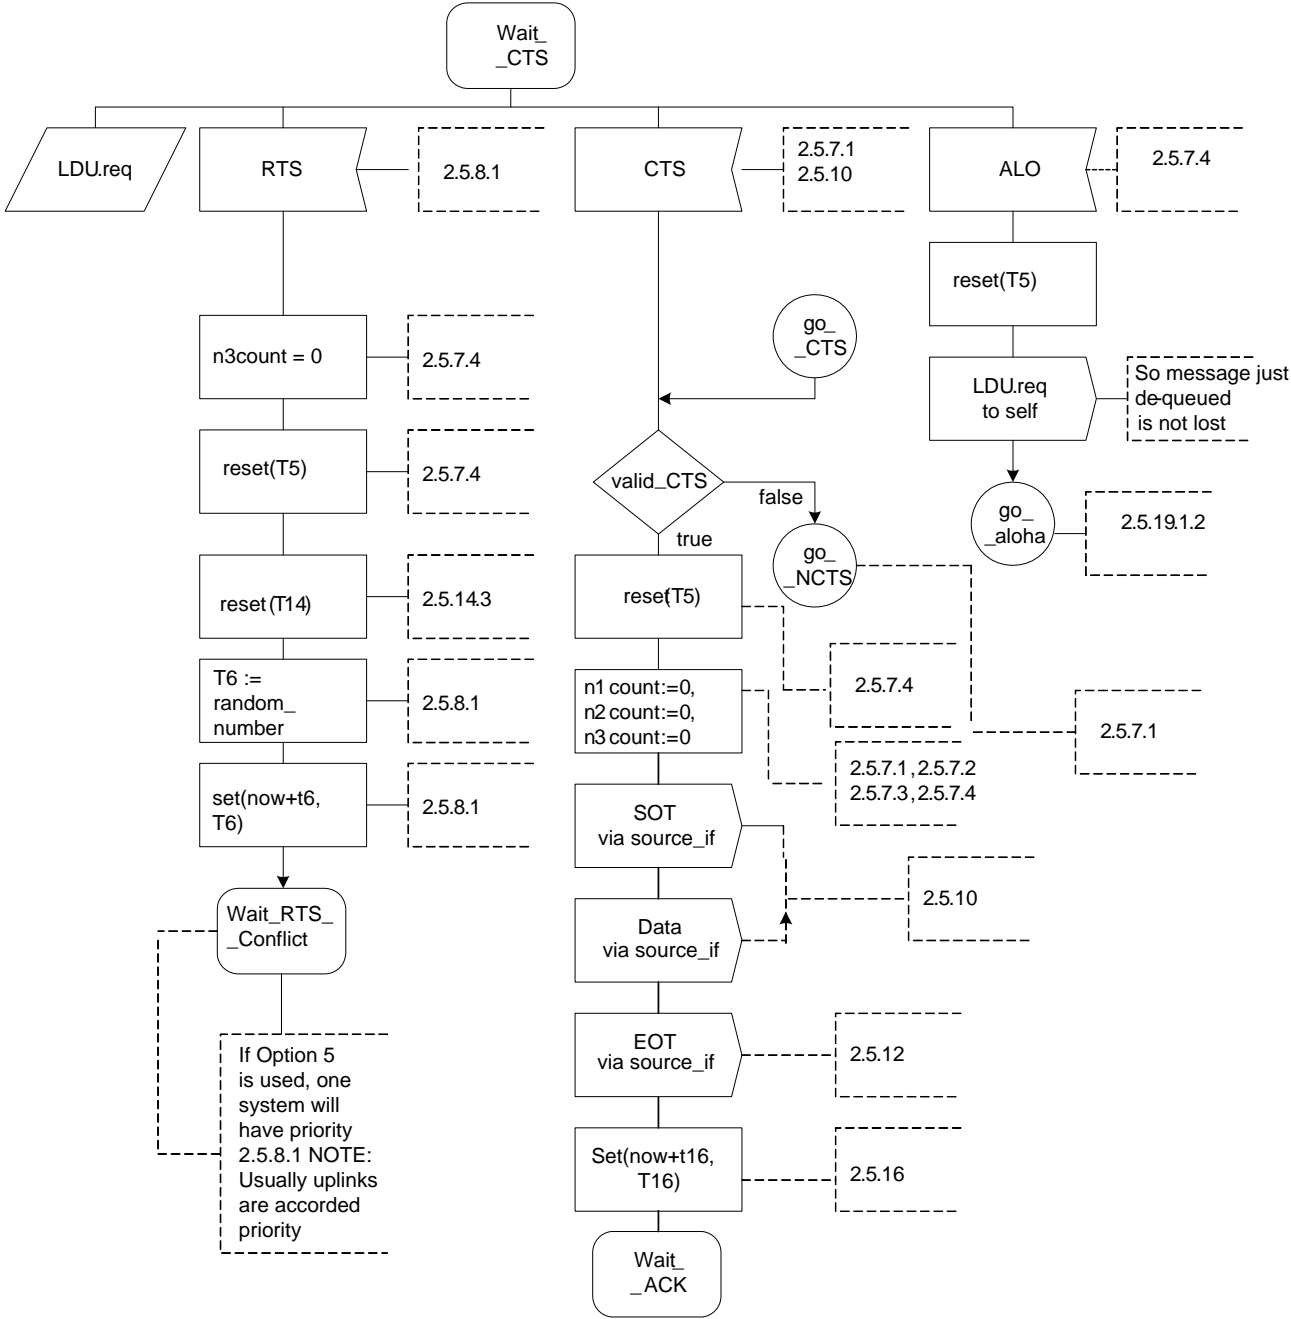 Wait_
_CTS
LDU.req
RTS
2.5.8.1
CTS
2.5.7.1
2.5.10
ALO
2.5.7.4
reset(T5)
n3count = 0
2.5.7.4
go_
_CTS
LDU.req
to self
So message just
de-queued
is not lost
reset(T5)
2.5.7.4
valid_CTS
false
true
go_
_NCTS
go_
_aloha
2.5.19.1.2
reset(T14)
2.5.14.3
reset(T5)
2.5.7.4
T6 :=
random_
number
2.5.8.1
n1 count:=0,
n2 count:=0,
n3 count:=0
2.5.7.1
2.5.7.1, 2.5.7.2
2.5.7.3, 2.5.7.4
set(now+t6,
T6)
2.5.8.1
SOT
via source_if
Wait_RTS_
_Conflict
Data
via source_if
2.5.10
EOT
via source_if
2.5.12
If Option 5
is used, one
system will
have priority
2.5.8.1 NOTE:
Usually uplinks
are accorded
priority
Set(now+t16,
T16)
2.5.16
Wait_
_ACK